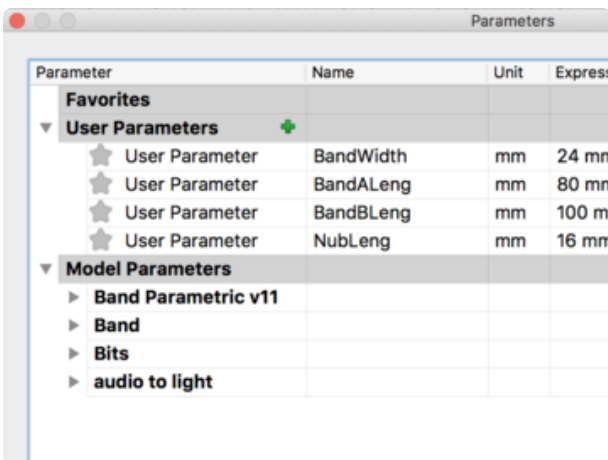 Parameters
Parameter Name Unit Express
Favorites
User Parameters
User Parameter BandWidth mm 24 mm
User Parameter BandALeng mm 80 mm
User Parameter BandBLeng mm 100 m
User Parameter NubLeng mm 16 mm
Model Parameters
Band Parametric v11
Band
Bits
audio to light